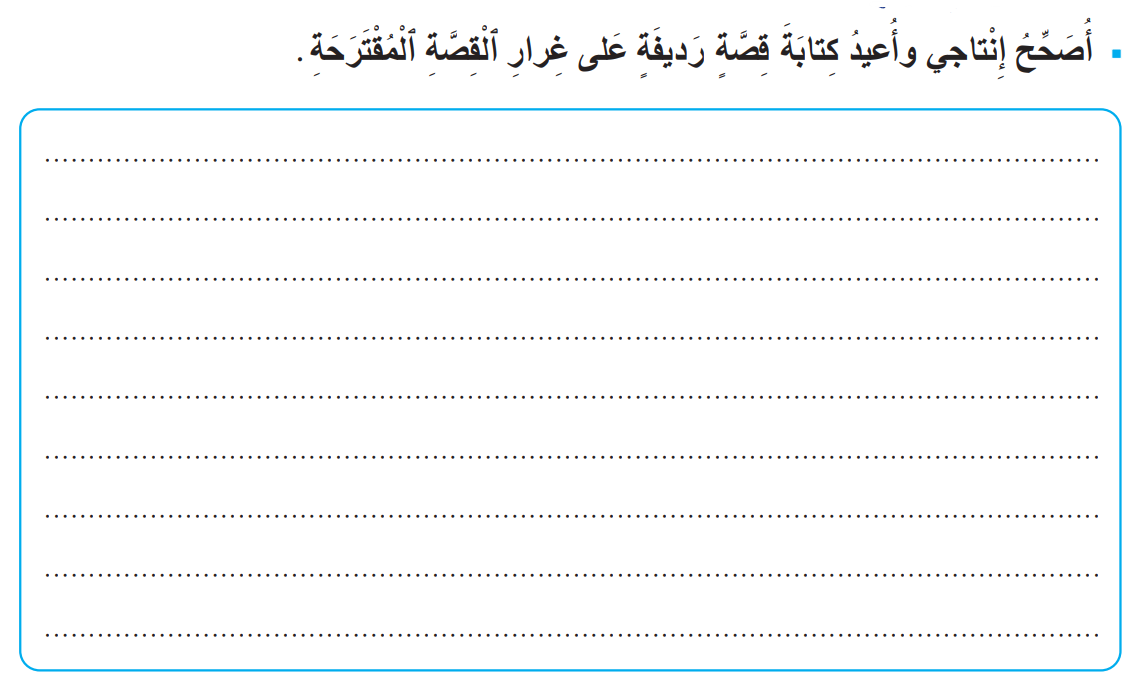 أُصَحِّحُ إِنْتاجي وأُعيدُ كِتابَةَ قِصَّةٍ رَديفَةٍ عَلى غِرارِ ٱلْقِصَّةِ ٱلْمُقْتَرَحَةِ .